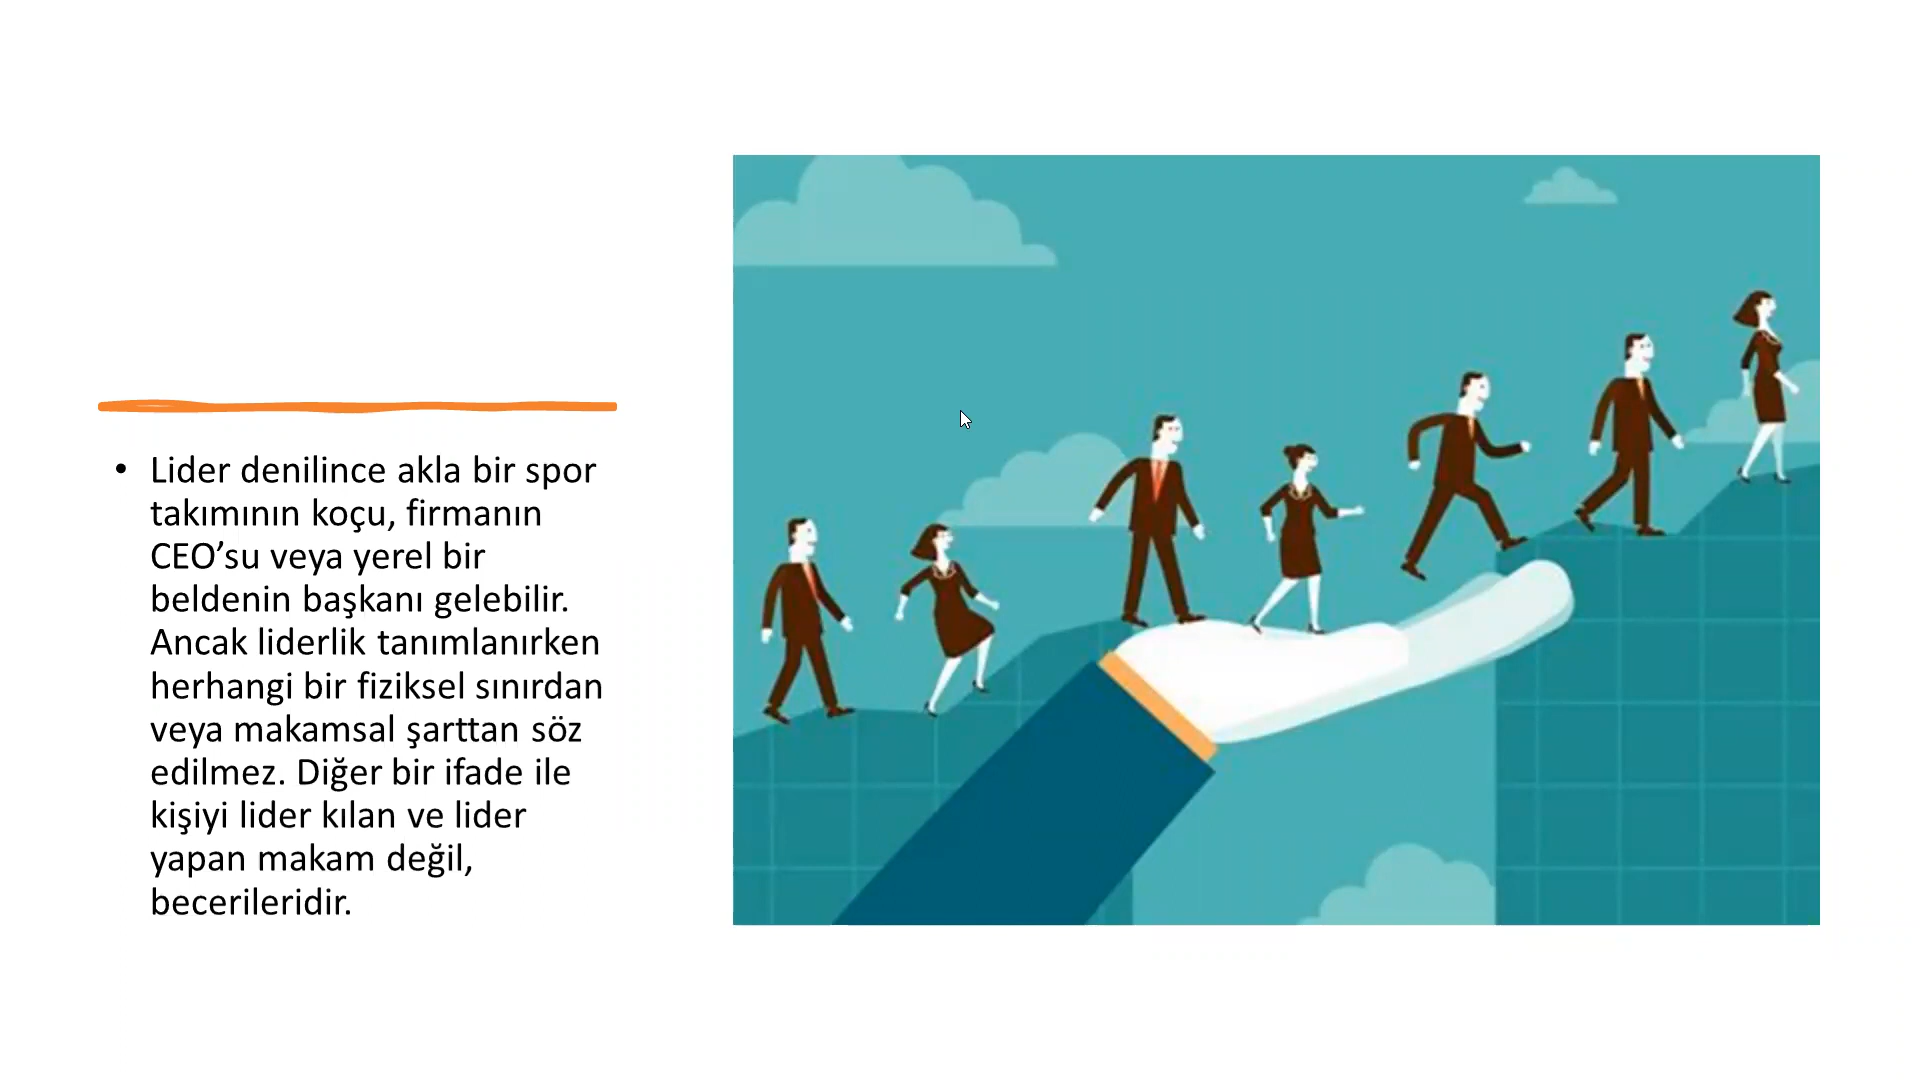 • Lider denilince akla bir spor
takımının koçu, firmanın
CEO’su veya yerel bir
beldenin başkanı gelebilir.
Ancak liderlik tanımlanırken
herhangi bir fiziksel sınırdan
veya makamsal şarttan söz
edilmez. Diğer bir ifade ile
kişiyi lider kılan ve lider
yapan makam değil,
becerileridir.